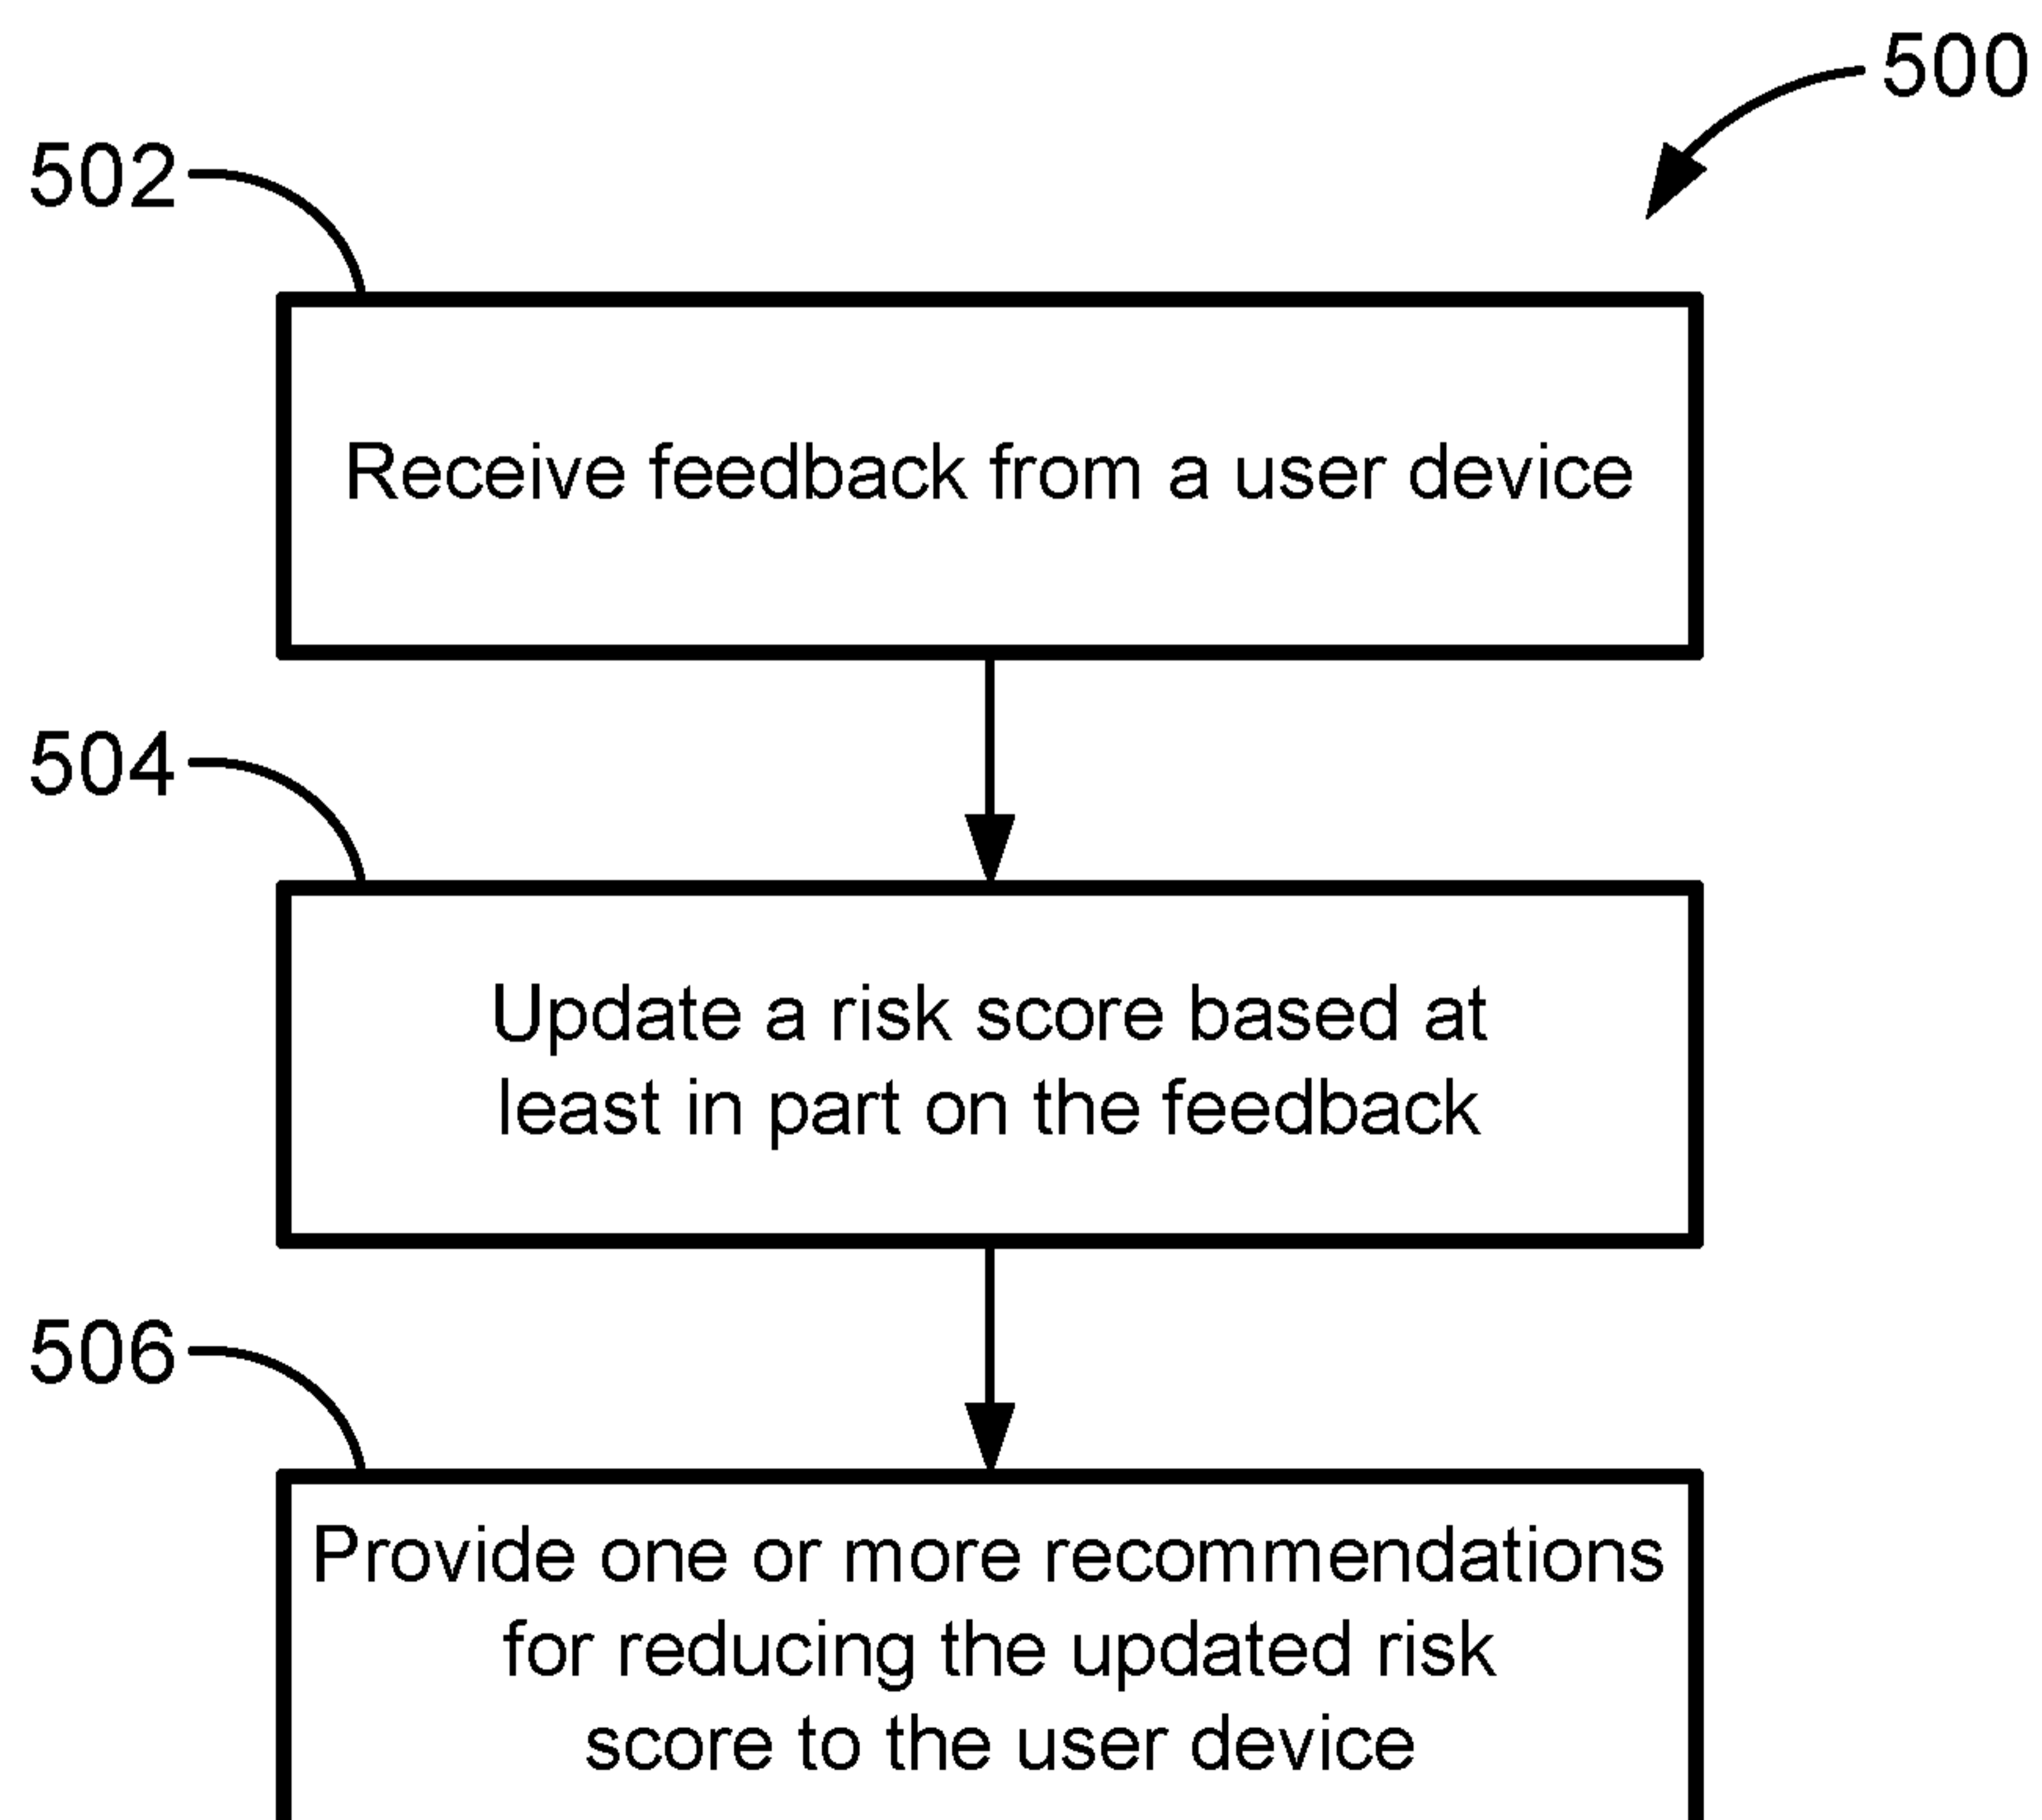 500
502
Receive feedback from a user device
504
Update a risk score based at
least in part on the feedback
506
Provide one or more recommendations
for reducing the updated risk
score to the user device